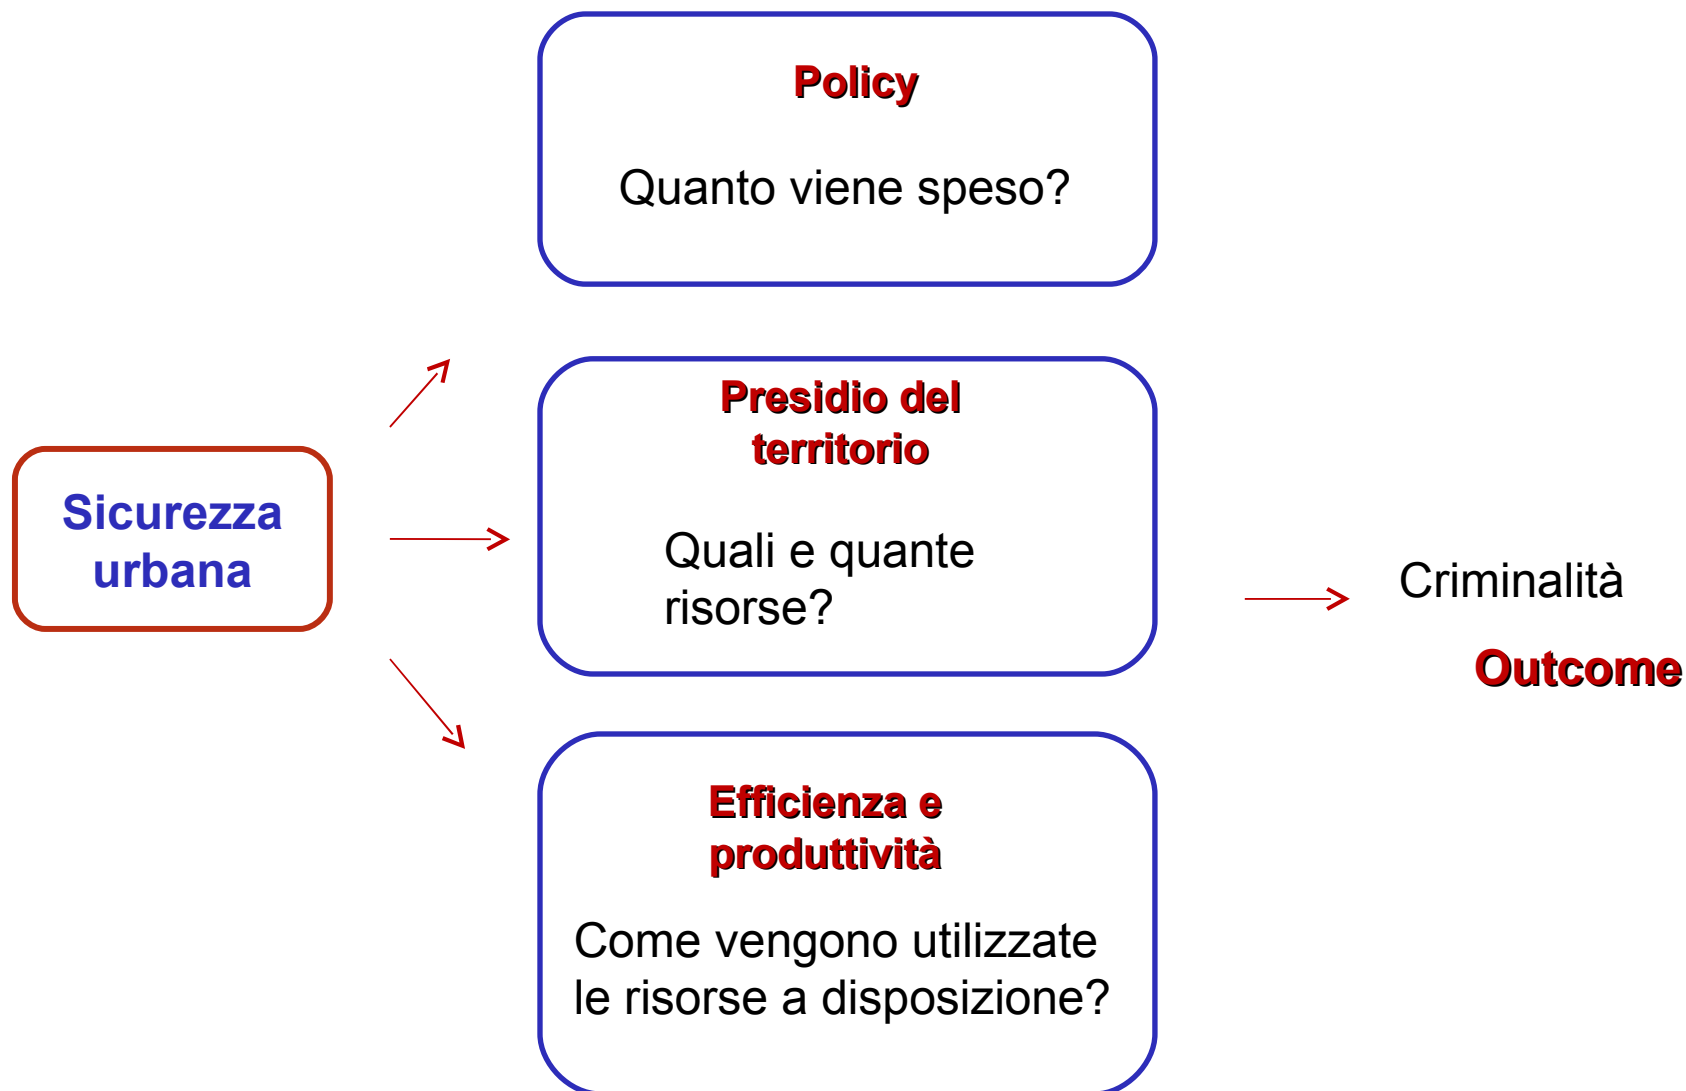 Policy
Quanto viene speso?
Presidio del
territorio
Quali e quante
risorse?
Sicurezza
urbana
Criminalità
Outcome
Efficienza e
produttività
Come vengono utilizzate
le risorse a disposizione?